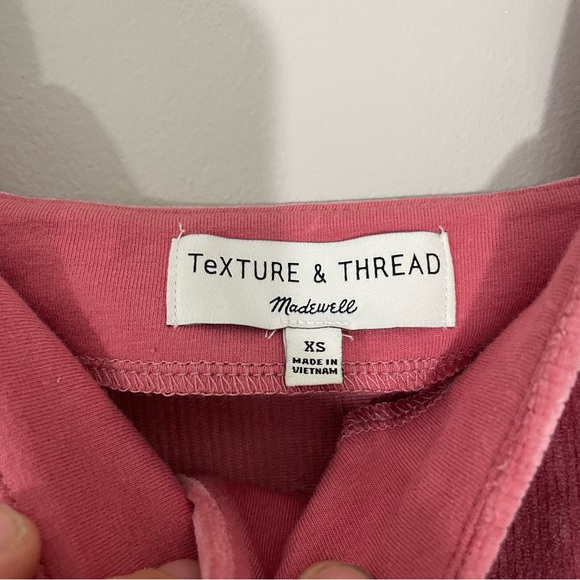 TeXTURE & THREAD
Madewell
XS
MADE IN
VIETNAM